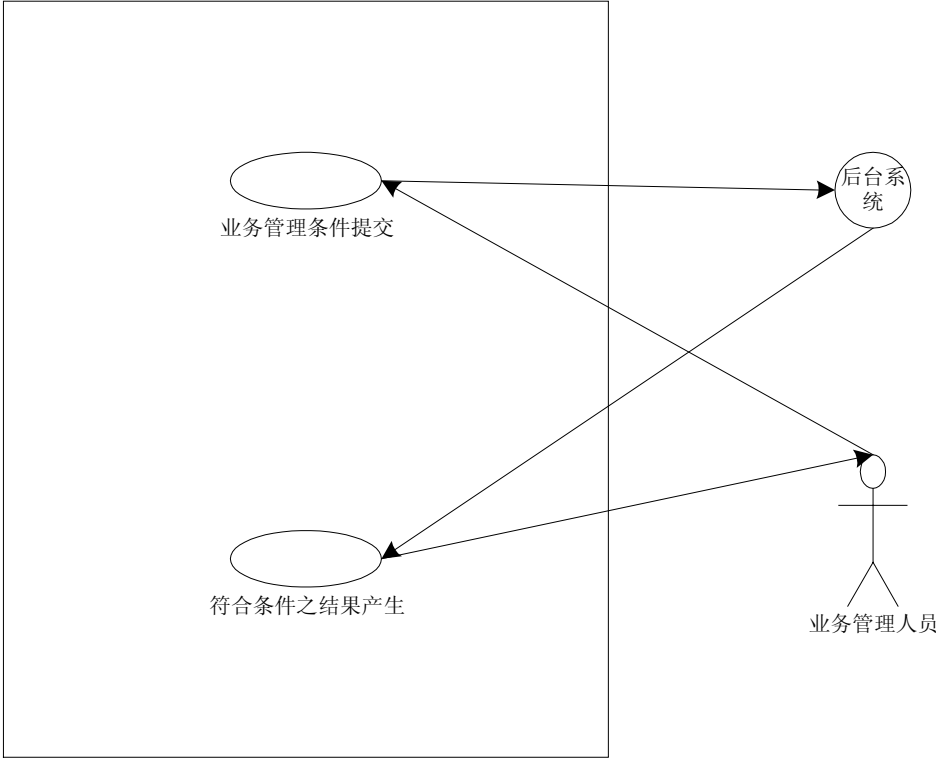 后台系
统
业务管理条件提交
符合条件之结果产生
业务管理人员